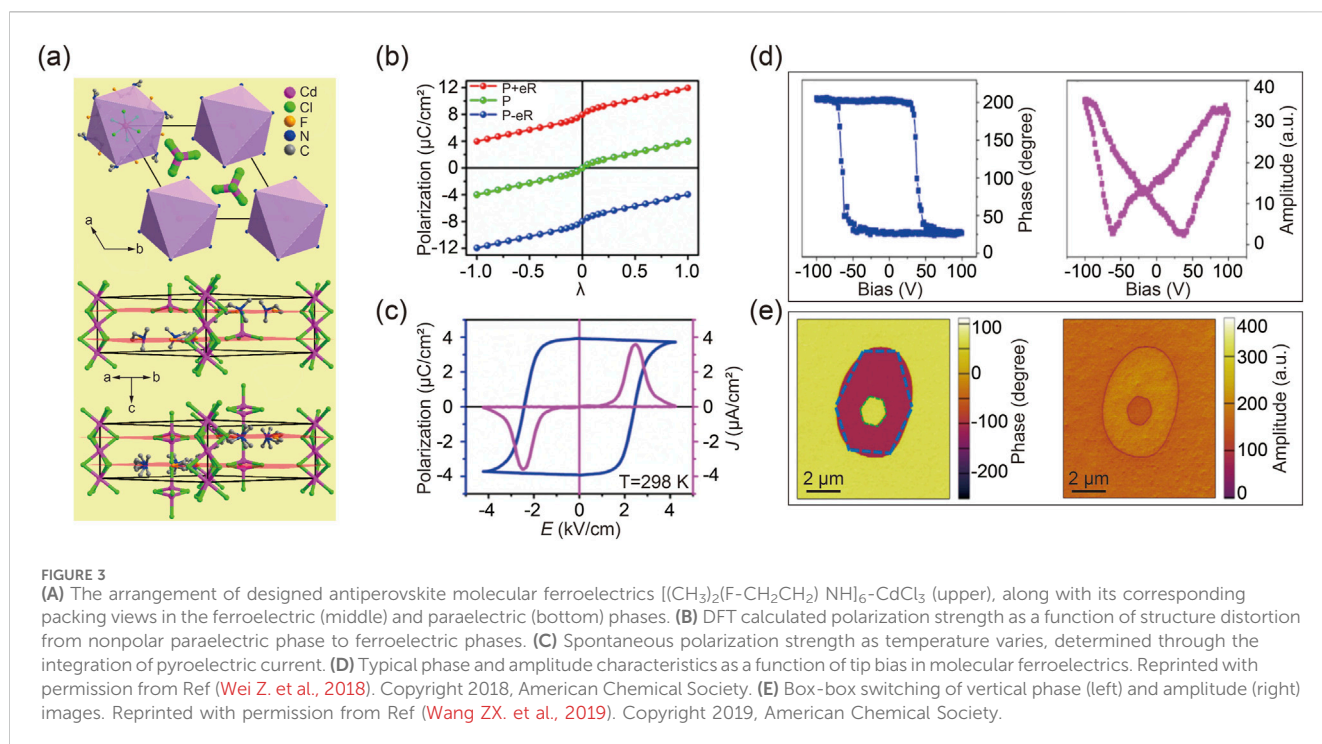 (a)
Cd
Cl
F
N
C
a
b
a
b
c
(b)
Polarization (μC/cm²)
12
8
4
0
-4
-8
-12
P+eR
P
P-eR
-1.0
-0.5
0.0
0.5
1.0
λ
(c)
Polarization (μC/cm²)
4
2
0
-2
-4
4
2
0
-2
-4
J (μA/cm²)
T=298 K
-4
-2
0
2
4
E (kV/cm)
(d)
200
150
100
50
0
Phase (degree)
-100
-50
0
50
100
Bias (V)
40
35
30
20
10
0
Amplitude (a.u.)
-100
-50
0
50
100
Bias (V)
(e)
2 μm
100
0
-100
-200
Phase (degree)
2 μm
400
300
200
100
0
Amplitude (a.u.)
FIGURE 3
(A) The arrangement of designed antiperovskite molecular ferroelectrics [(CH₃)₂(F-CH₂CH₂) NH]₆-CdCl₃ (upper), along with its corresponding
packing views in the ferroelectric (middle) and paraelectric (bottom) phases. (B) DFT calculated polarization strength as a function of structure distortion
from nonpolar paraelectric phase to ferroelectric phases. (C) Spontaneous polarization strength as temperature varies, determined through the
integration of pyroelectric current. (D) Typical phase and amplitude characteristics as a function of tip bias in molecular ferroelectrics. Reprinted with
permission from Ref (Wei Z. et al., 2018). Copyright 2018, American Chemical Society. (E) Box-box switching of vertical phase (left) and amplitude (right)
images. Reprinted with permission from Ref (Wang ZX. et al., 2019). Copyright 2019, American Chemical Society.